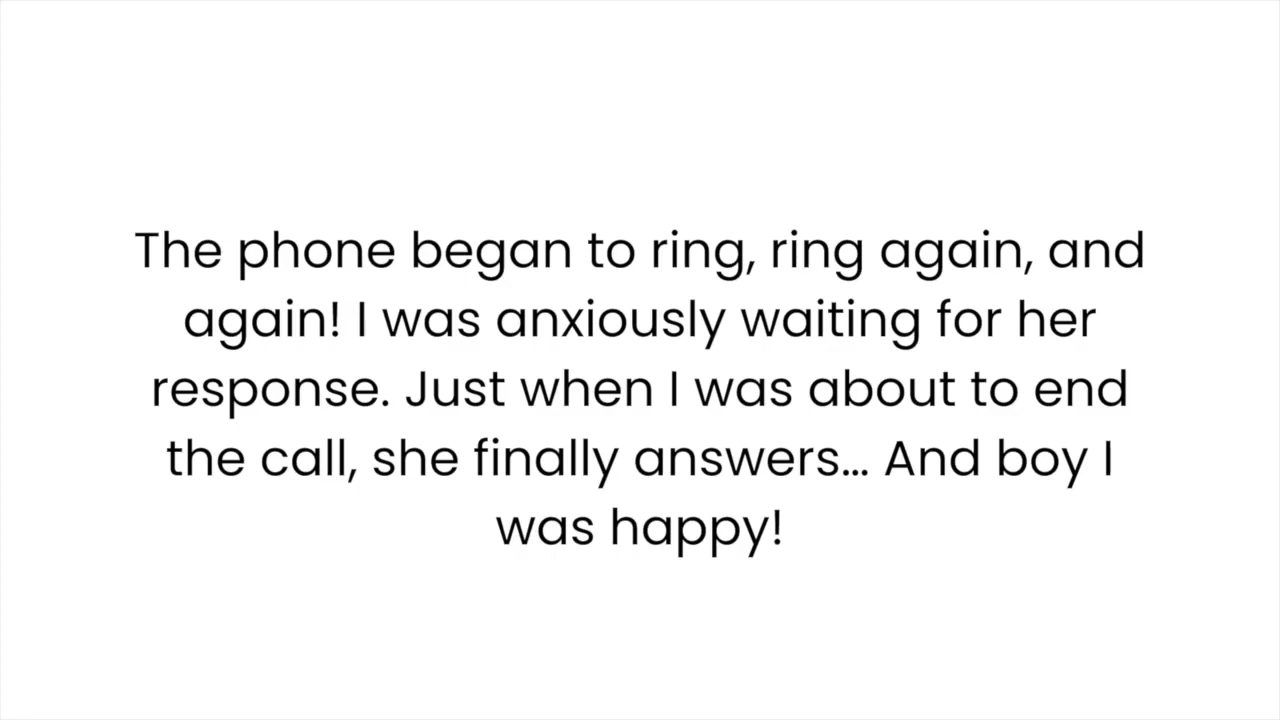 The phone began to ring, ring again, and
again! I was anxiously waiting for her
response. Just when I was about to end
the call, she finally answers... And boy I
was happy!